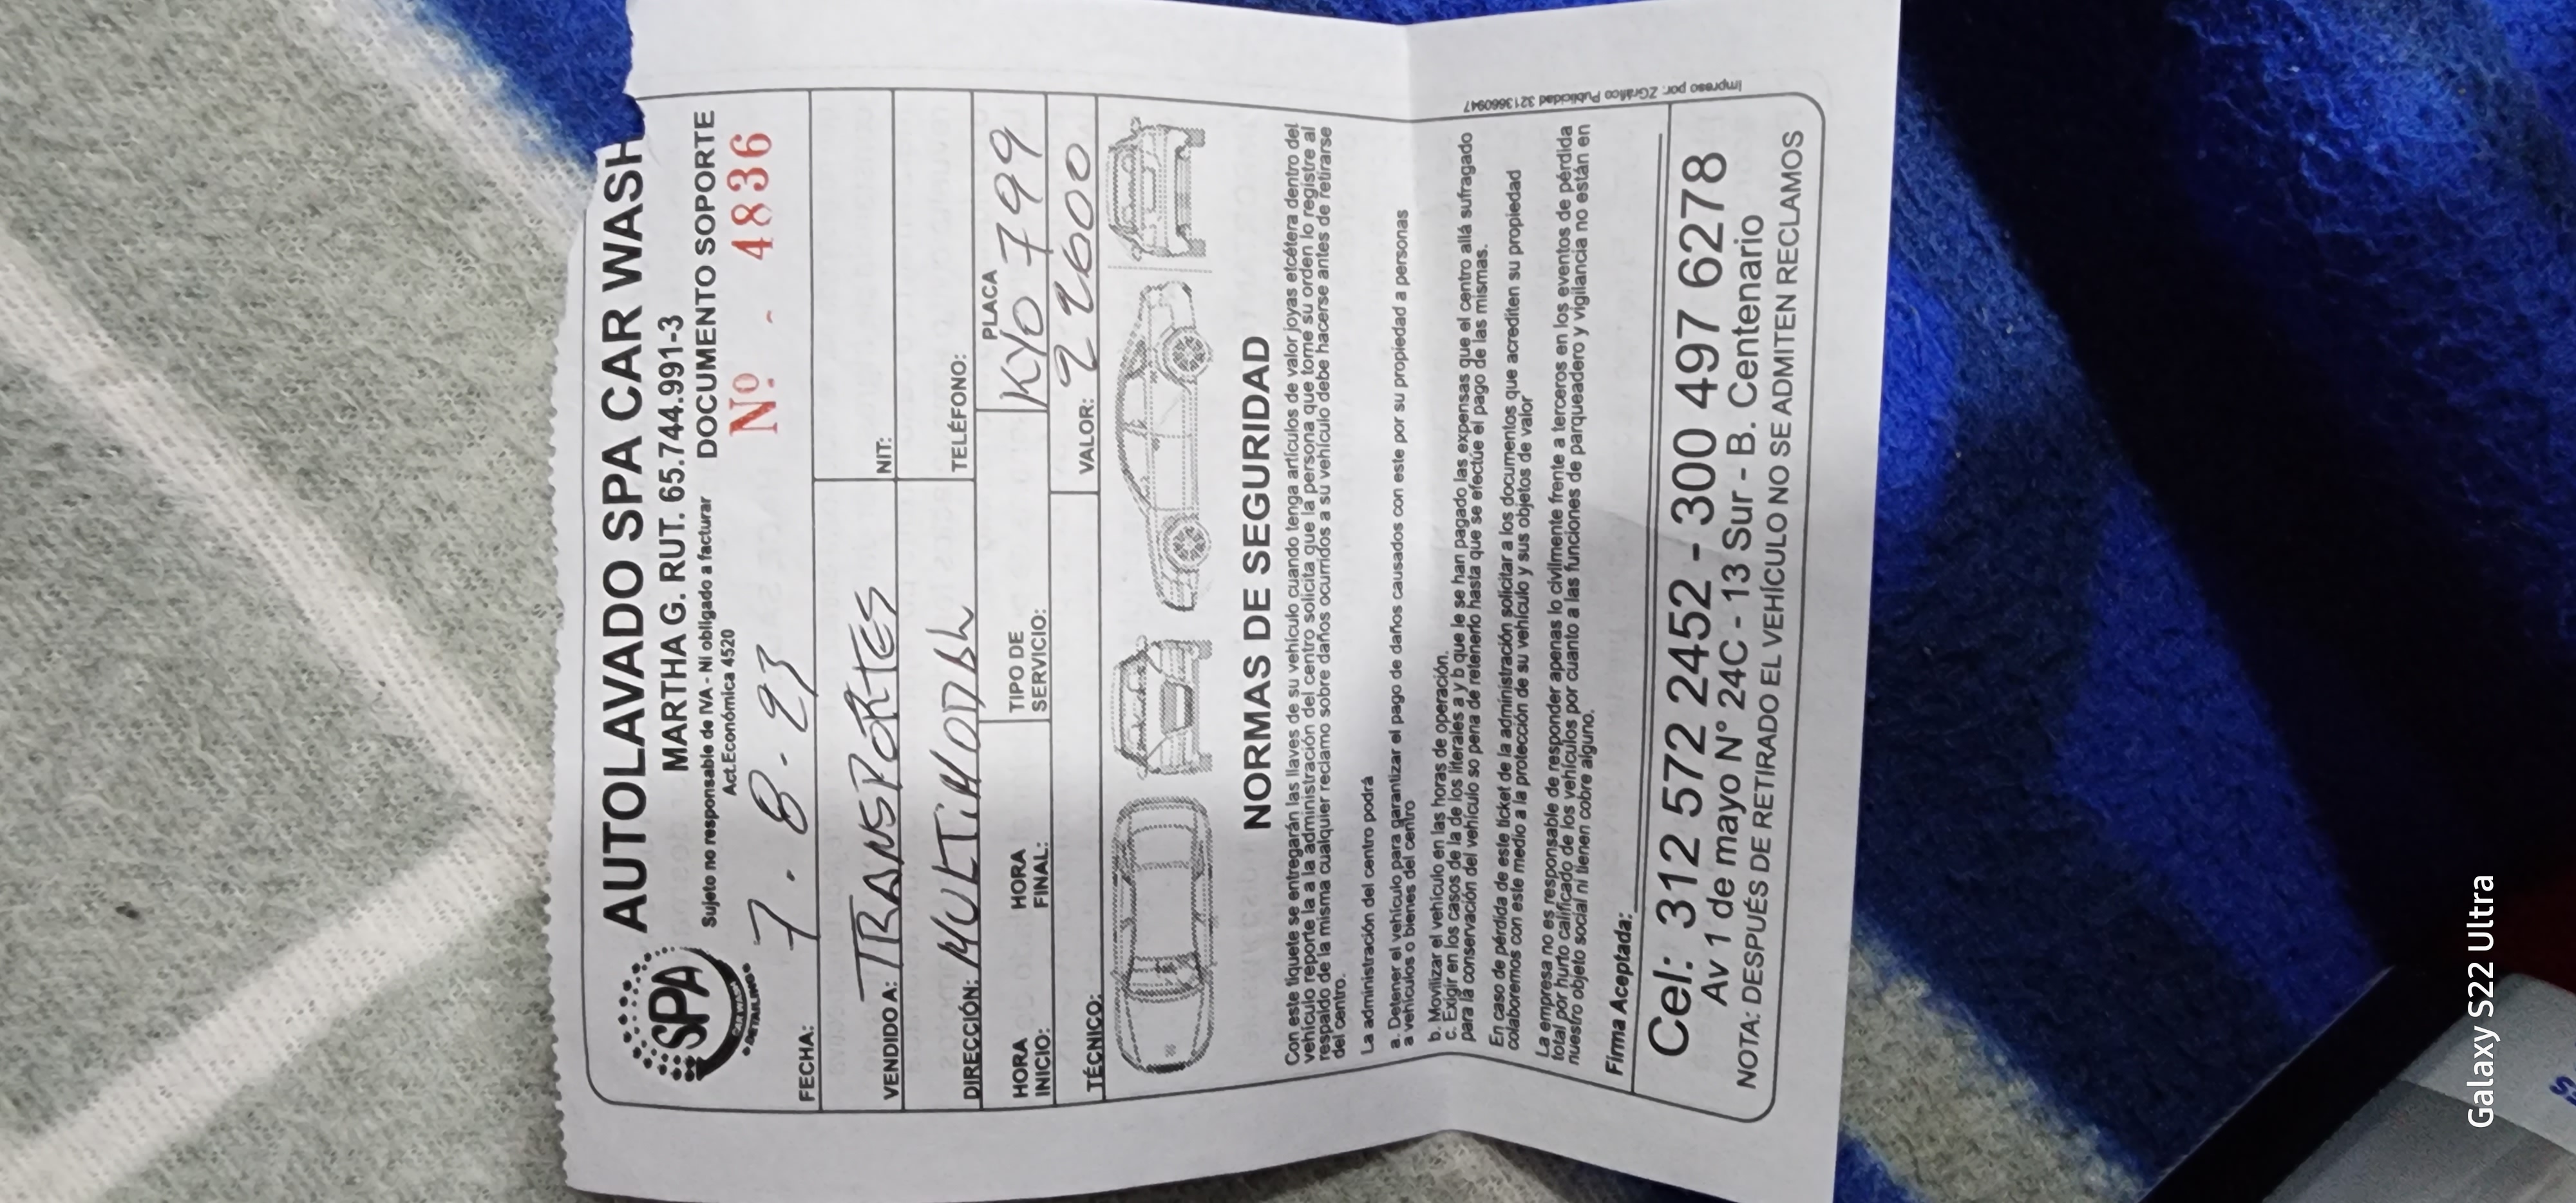 AUTOLAVADO SPA CAR WASH
MARTHA G. RUT. 65.744.991-3
SPA
CAR WASH
• DETAILING •
Sujeto no responsable de IVA - Ni obligado a facturar
Act.Económica 4520
DOCUMENTO SOPORTE
Nº. - 4836
FECHA: 7. 8. 23
VENDIDO A: TRANSPORTES NIT:
DIRECCIÓN: MULTIMODAL TELÉFONO:
HORA INICIO: HORA FINAL: TIPO DE SERVICIO: PLACA KYO 799
TÉCNICO: VALOR: 22600
NORMAS DE SEGURIDAD
Con este tiquete se entregarán las llaves de su vehículo cuando tenga artículos de valor joyas etcétera dentro del
vehículo reporte la a la administración del centro solicita que la persona que tome su orden lo registre al
respaldo de la misma cualquier reclamo sobre daños ocurridos a su vehículo debe hacerse antes de retirarse
del centro.
La administración del centro podrá
a. Detener el vehículo para garantizar el pago de daños causados con este por su propiedad a personas
a vehículos o bienes del centro
b. Movilizar el vehículo en las horas de operación.
c. Exigir en los casos de la de los literales a y b que le se han pagado las expensas que el centro allá sufragado
para la conservación del vehículo so pena de retenerlo hasta que se efectúe el pago de las mismas.
En caso de pérdida de este ticket de la administración solicitar a los documentos que acrediten su propiedad
colaboremos con este medio a la protección de su vehículo y sus objetos de valor
La empresa no es responsable de responder apenas lo civilmente frente a terceros en los eventos de pérdida
total por hurto calificado de los vehículos por cuanto a las funciones de parqueadero y vigilancia no están en
nuestro objeto social ni tienen cobre alguno.
Firma Aceptada:
Cel: 312 572 2452 - 300 497 6278
Av 1 de mayo N° 24C - 13 Sur - B. Centenario
NOTA: DESPUÉS DE RETIRADO EL VEHÍCULO NO SE ADMITEN RECLAMOS
Impreso por: ZGráfico Publicidad 3213660947
Galaxy S22 Ultra